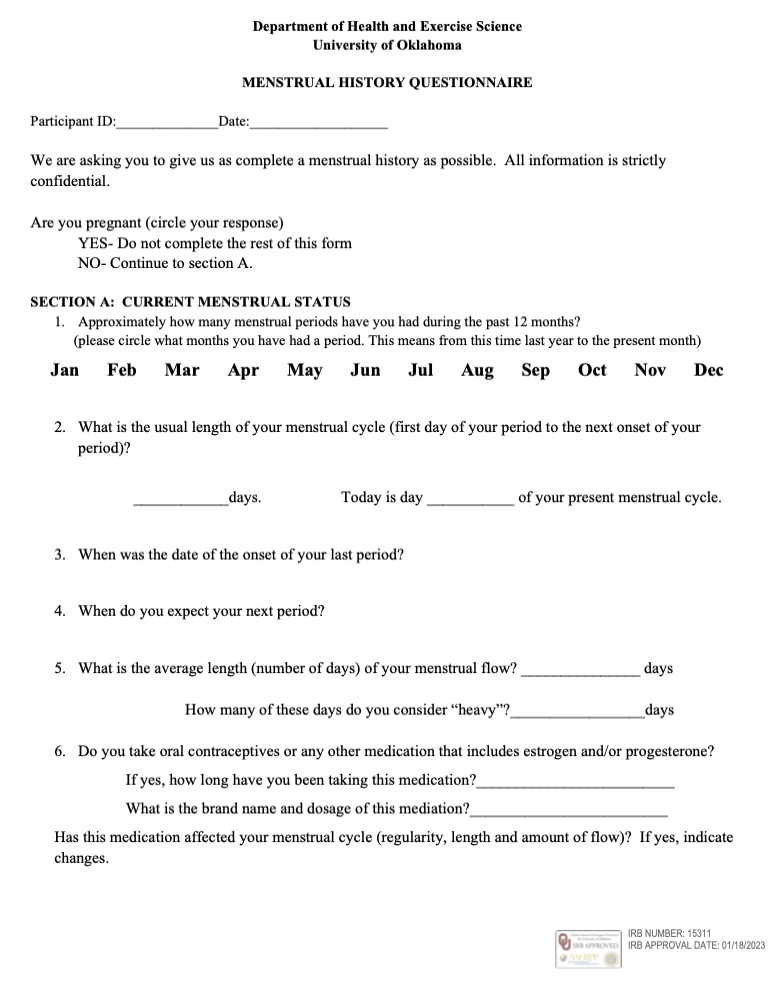 Department of Health and Exercise Science
University of Oklahoma
MENSTRUAL HISTORY QUESTIONNAIRE
Participant ID:______________Date:___________________
We are asking you to give us as complete a menstrual history as possible.  All information is strictly
confidential.
Are you pregnant (circle your response)
YES- Do not complete the rest of this form
NO- Continue to section A.
SECTION A:  CURRENT MENSTRUAL STATUS
1. Approximately how many menstrual periods have you had during the past 12 months?
(please circle what months you have had a period. This means from this time last year to the present month)
Jan Feb Mar Apr May Jun Jul Aug Sep Oct Nov Dec
2. What is the usual length of your menstrual cycle (first day of your period to the next onset of your
period)?
____________days. Today is day ___________ of your present menstrual cycle.
3. When was the date of the onset of your last period?
4. When do you expect your next period?
5. What is the average length (number of days) of your menstrual flow? _______________ days
How many of these days do you consider “heavy”?_________________days
6. Do you take oral contraceptives or any other medication that includes estrogen and/or progesterone?
If yes, how long have you been taking this medication?_________________________
What is the brand name and dosage of this mediation?_________________________
Has this medication affected your menstrual cycle (regularity, length and amount of flow)?  If yes, indicate
changes.
IRB APPROVED
IRB NUMBER: 15311
IRB APPROVAL DATE: 01/18/2023